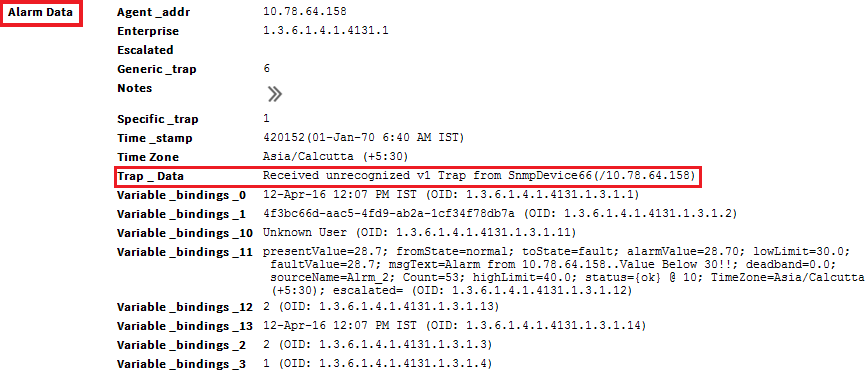 Alarm Data Agent _addr 10.78.64.158
Enterprise 1.3.6.1.4.1.4131.1
Escalated
Generic _trap 6
Notes
Specific _trap 1
Time _stamp 420152(01-Jan-70 6:40 AM IST)
Time Zone Asia/Calcutta (+5:30)
Trap _ Data Received unrecognized v1 Trap from SnmpDevice66(/10.78.64.158)
Variable _bindings _0 12-Apr-16 12:07 PM IST (OID: 1.3.6.1.4.1.4131.1.3.1.1)
Variable _bindings _1 4f3bc66d-aac5-4fd9-ab2a-1cf34f78db7a (OID: 1.3.6.1.4.1.4131.1.3.1.2)
Variable _bindings _10 Unknown User (OID: 1.3.6.1.4.1.4131.1.3.1.11)
Variable _bindings _11 presentValue=28.7; fromState=normal; toState=fault; alarmValue=28.70; lowLimit=30.0;
faultValue=28.7; msgText=Alarm from 10.78.64.158..Value Below 30!!; deadband=0.0;
sourceName=Alrm_2; Count=53; highLimit=40.0; status={ok} @ 10; TimeZone=Asia/Calcutta
(+5:30); escalated= (OID: 1.3.6.1.4.1.4131.1.3.1.12)
Variable _bindings _12 2 (OID: 1.3.6.1.4.1.4131.1.3.1.13)
Variable _bindings _13 12-Apr-16 12:07 PM IST (OID: 1.3.6.1.4.1.4131.1.3.1.14)
Variable _bindings _2 2 (OID: 1.3.6.1.4.1.4131.1.3.1.3)
Variable _bindings _3 1 (OID: 1.3.6.1.4.1.4131.1.3.1.4)